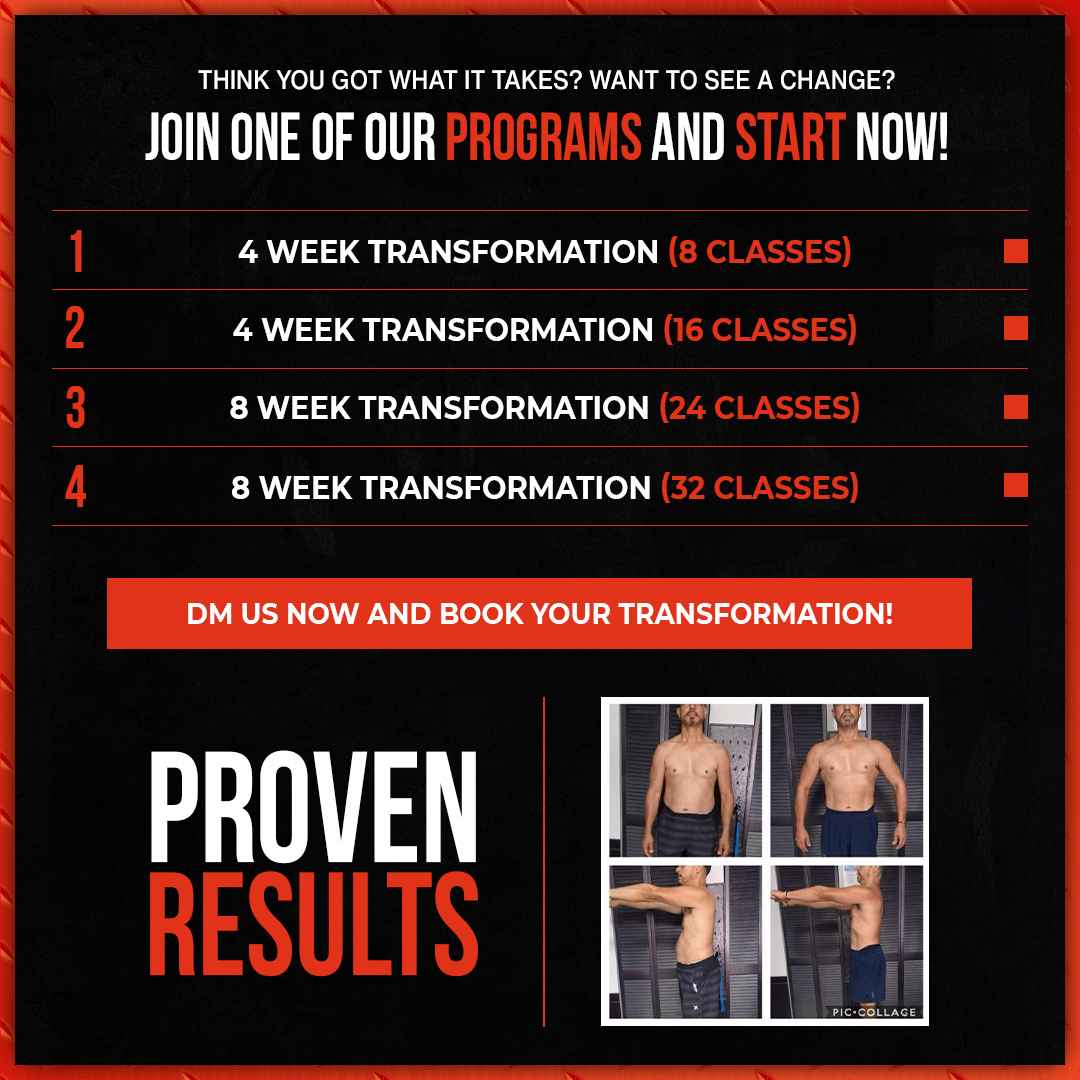 THINK YOU GOT WHAT IT TAKES? WANT TO SEE A CHANGE?
JOIN ONE OF OUR PROGRAMS AND START NOW!
1 4 WEEK TRANSFORMATION (8 CLASSES)
2 4 WEEK TRANSFORMATION (16 CLASSES)
3 8 WEEK TRANSFORMATION (24 CLASSES)
4 8 WEEK TRANSFORMATION (32 CLASSES)
DM US NOW AND BOOK YOUR TRANSFORMATION!
PROVEN
RESULTS
PIC•COLLAGE